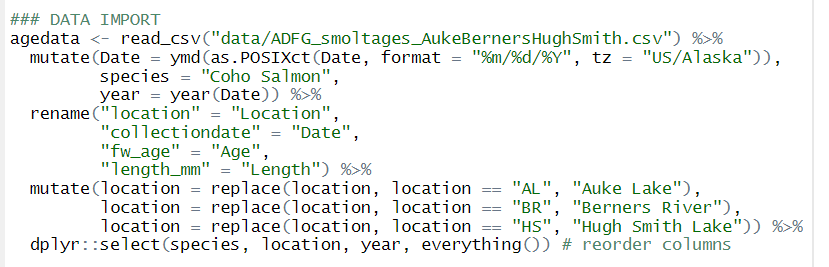 ### DATA IMPORT
agedata <- read_csv("data/ADFG_smoltages_AukeBernersHughSmith.csv") %>%
  mutate(Date = ymd(as.POSIXct(Date, format = "%m/%d/%Y", tz = "US/Alaska")),
         species = "Coho Salmon",
         year = year(Date)) %>%
  rename("location" = "Location",
         "collectiondate" = "Date",
         "fw_age" = "Age",
         "length_mm" = "Length") %>%
  mutate(location = replace(location, location == "AL", "Auke Lake"),
         location = replace(location, location == "BR", "Berners River"),
         location = replace(location, location == "HS", "Hugh Smith Lake")) %>%
  dplyr::select(species, location, year, everything()) # reorder columns